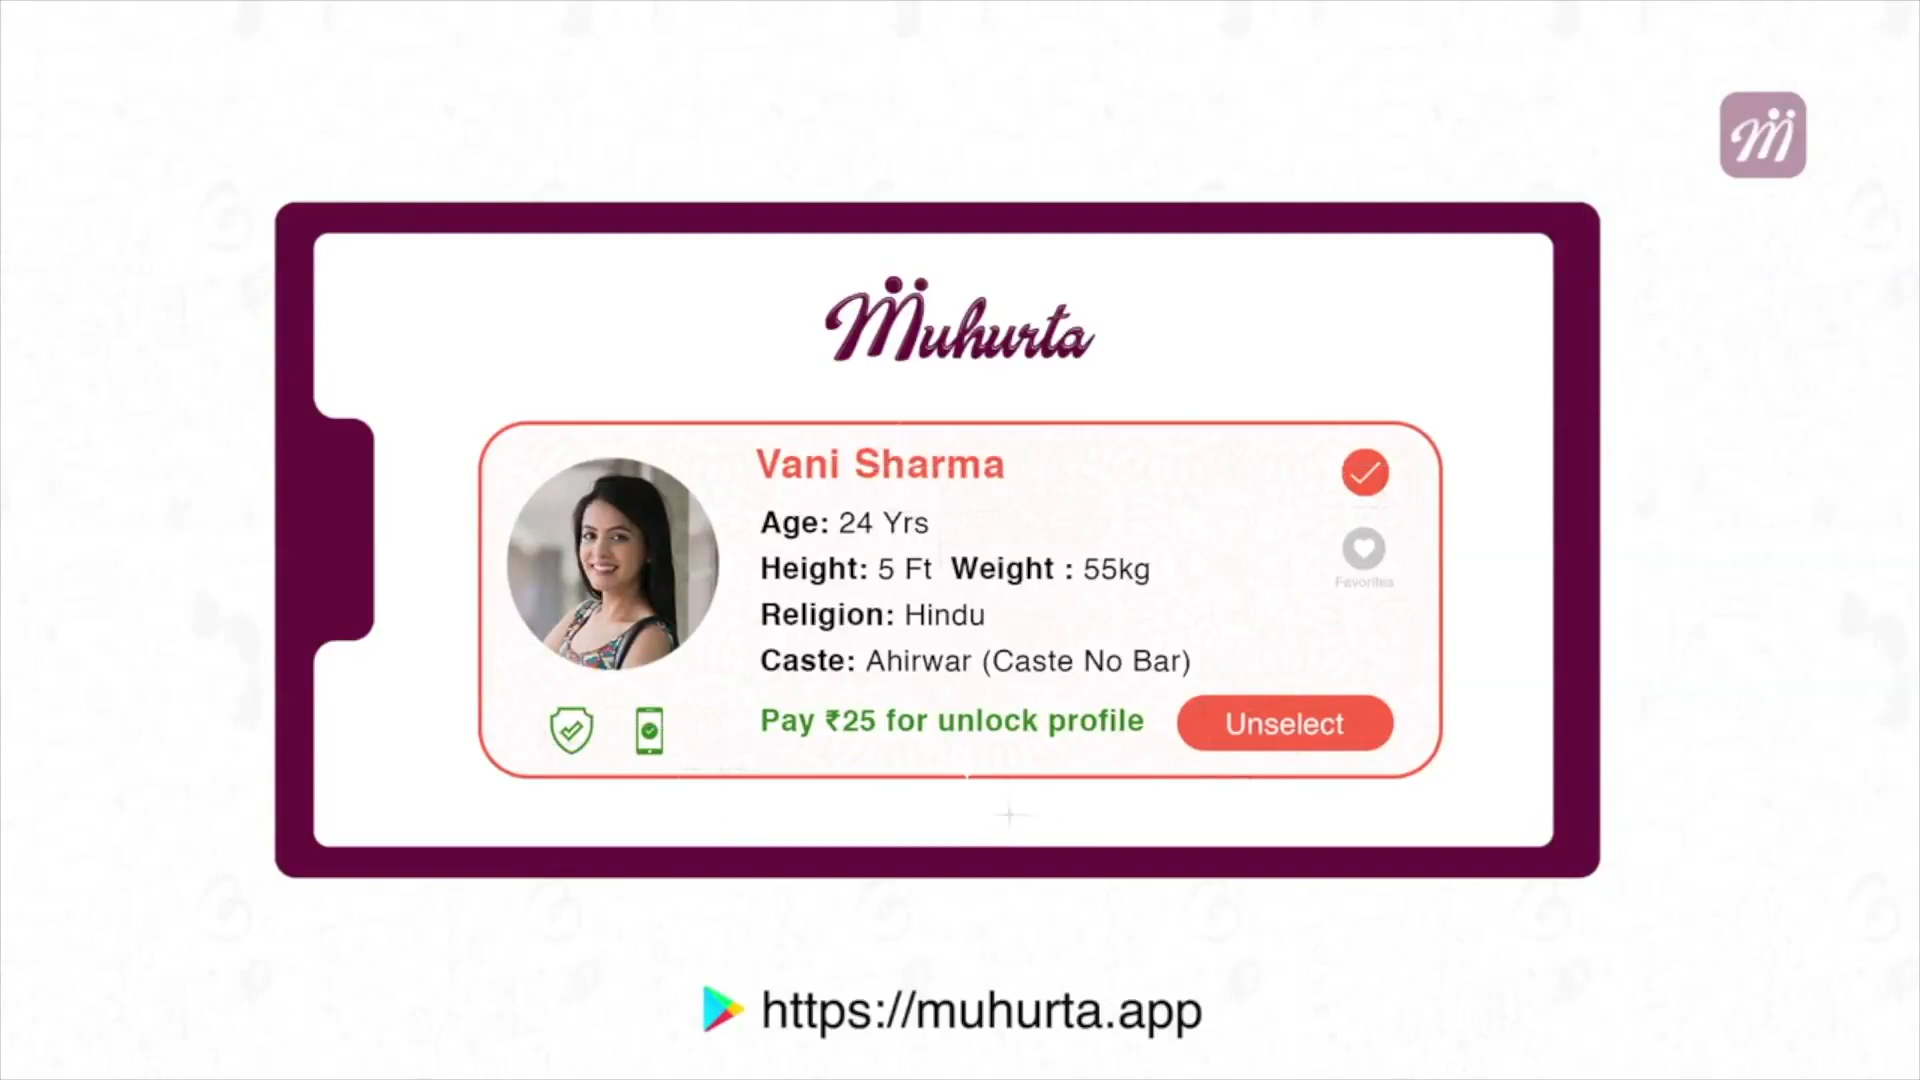 m
Muhurta
Vani Sharma
Age: 24 Yrs
Height: 5 Ft Weight : 55kg
Favorites
Religion: Hindu
Caste: Ahirwar (Caste No Bar)
Pay ₹25 for unlock profile
Unselect
https://muhurta.app